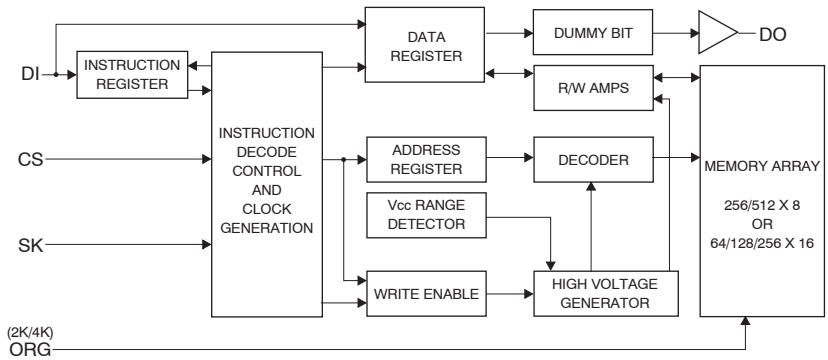 DATA
REGISTER
DUMMY BIT
DO
DI
INSTRUCTION
REGISTER
R/W AMPS
INSTRUCTION
DECODE
CONTROL
AND
CLOCK
GENERATION
CS
ADDRESS
REGISTER
DECODER
MEMORY ARRAY
256/512 X 8
OR
64/128/256 X 16
Vcc RANGE
DETECTOR
SK
WRITE ENABLE
HIGH VOLTAGE
GENERATOR
(2K/4K)
ORG